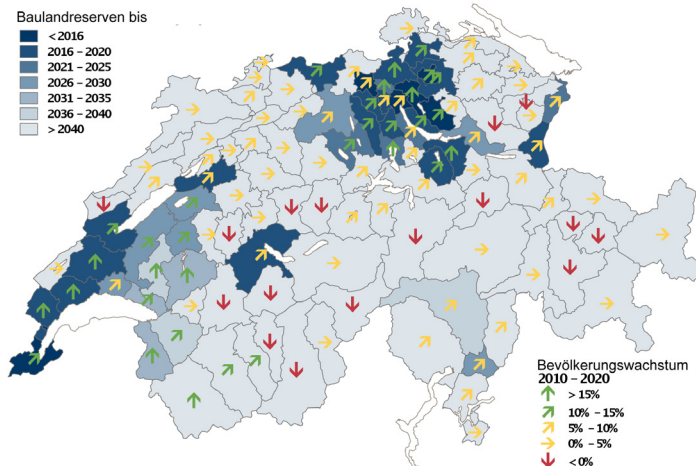 Baulandreserven bis
< 2016
2016 – 2020
2021 – 2025
2026 – 2030
2031 – 2035
2036 – 2040
> 2040
Bevölkerungswachstum
2010 – 2020
> 15%
10% – 15%
5% – 10%
0% – 5%
< 0%